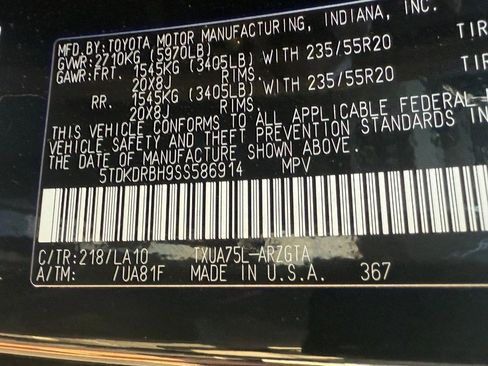 MFD.BY:TOYOTA MOTOR MANUFACTURING, INDIANA, INC.
GVWR:2710KG (5970LB)
GAWR:FRT. 1545KG (3405LB) WITH 235/55R20 TIR
20X8J RIMS.
RR. 1545KG (3405LB) WITH 235/55R20 TIR
20X8J RIMS.
THIS VEHICLE CONFORMS TO ALL APPLICABLE FEDERAL
VEHICLE SAFETY AND THEFT PREVENTION STANDARDS IN
THE DATE OF MANUFACTURE SHOWN ABOVE.
5TDKDRBH9SS586914 MPV
C/TR:218/LA10 TXUA75L-ARZGTA
A/TM: /UA81F MADE IN U.S.A. 367